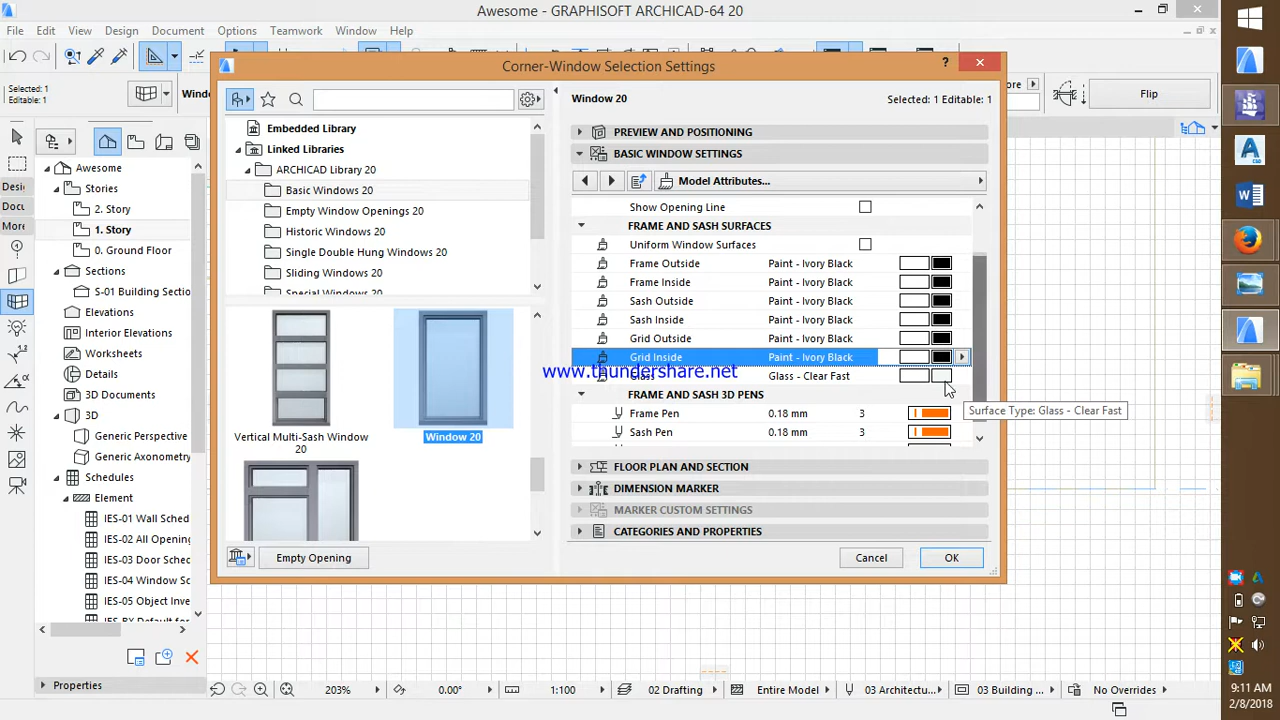 Awesome - GRAPHISOFT ARCHICAD-64 20
File Edit View Design Document Options Teamwork Window Help
Corner-Window Selection Settings
?
Selected: 1
Editable: 1
Flip
Embedded Library
Linked Libraries
ARCHICAD Library 20
Basic Windows 20
Empty Window Openings 20
Historic Windows 20
Single Double Hung Windows 20
Sliding Windows 20
Special Windows 20
Vertical Multi-Sash Window
20
Window 20
Empty Opening
Window 20
Selected: 1 Editable: 1
PREVIEW AND POSITIONING
BASIC WINDOW SETTINGS
Model Attributes...
Show Opening Line
FRAME AND SASH SURFACES
Uniform Window Surfaces
Frame Outside Paint - Ivory Black
Frame Inside Paint - Ivory Black
Sash Outside Paint - Ivory Black
Sash Inside Paint - Ivory Black
Grid Outside Paint - Ivory Black
Grid Inside Paint - Ivory Black
www.thundershare.net
Glass Glass - Clear Fast
FRAME AND SASH 3D PENS
Surface Type: Glass - Clear Fast
Frame Pen 0.18 mm 3
Sash Pen 0.18 mm 3
FLOOR PLAN AND SECTION
DIMENSION MARKER
MARKER CUSTOM SETTINGS
CATEGORIES AND PROPERTIES
Cancel OK
Awesome
Stories
2. Story
1. Story
0. Ground Floor
Sections
S-01 Building Sectio
Elevations
Interior Elevations
Worksheets
Details
3D Documents
3D
Generic Perspective
Generic Axonometry
Schedules
Element
IES-01 Wall Sched
IES-02 All Opening
IES-03 Door Sche
IES-04 Window Sc
IES-05 Object Inve
Properties
Desi
Docu
More
1.2
203% 0.00° 1:100 02 Drafting Entire Model 03 Architectu... 03 Building ... No Overrides
9:11 AM
2/8/2018